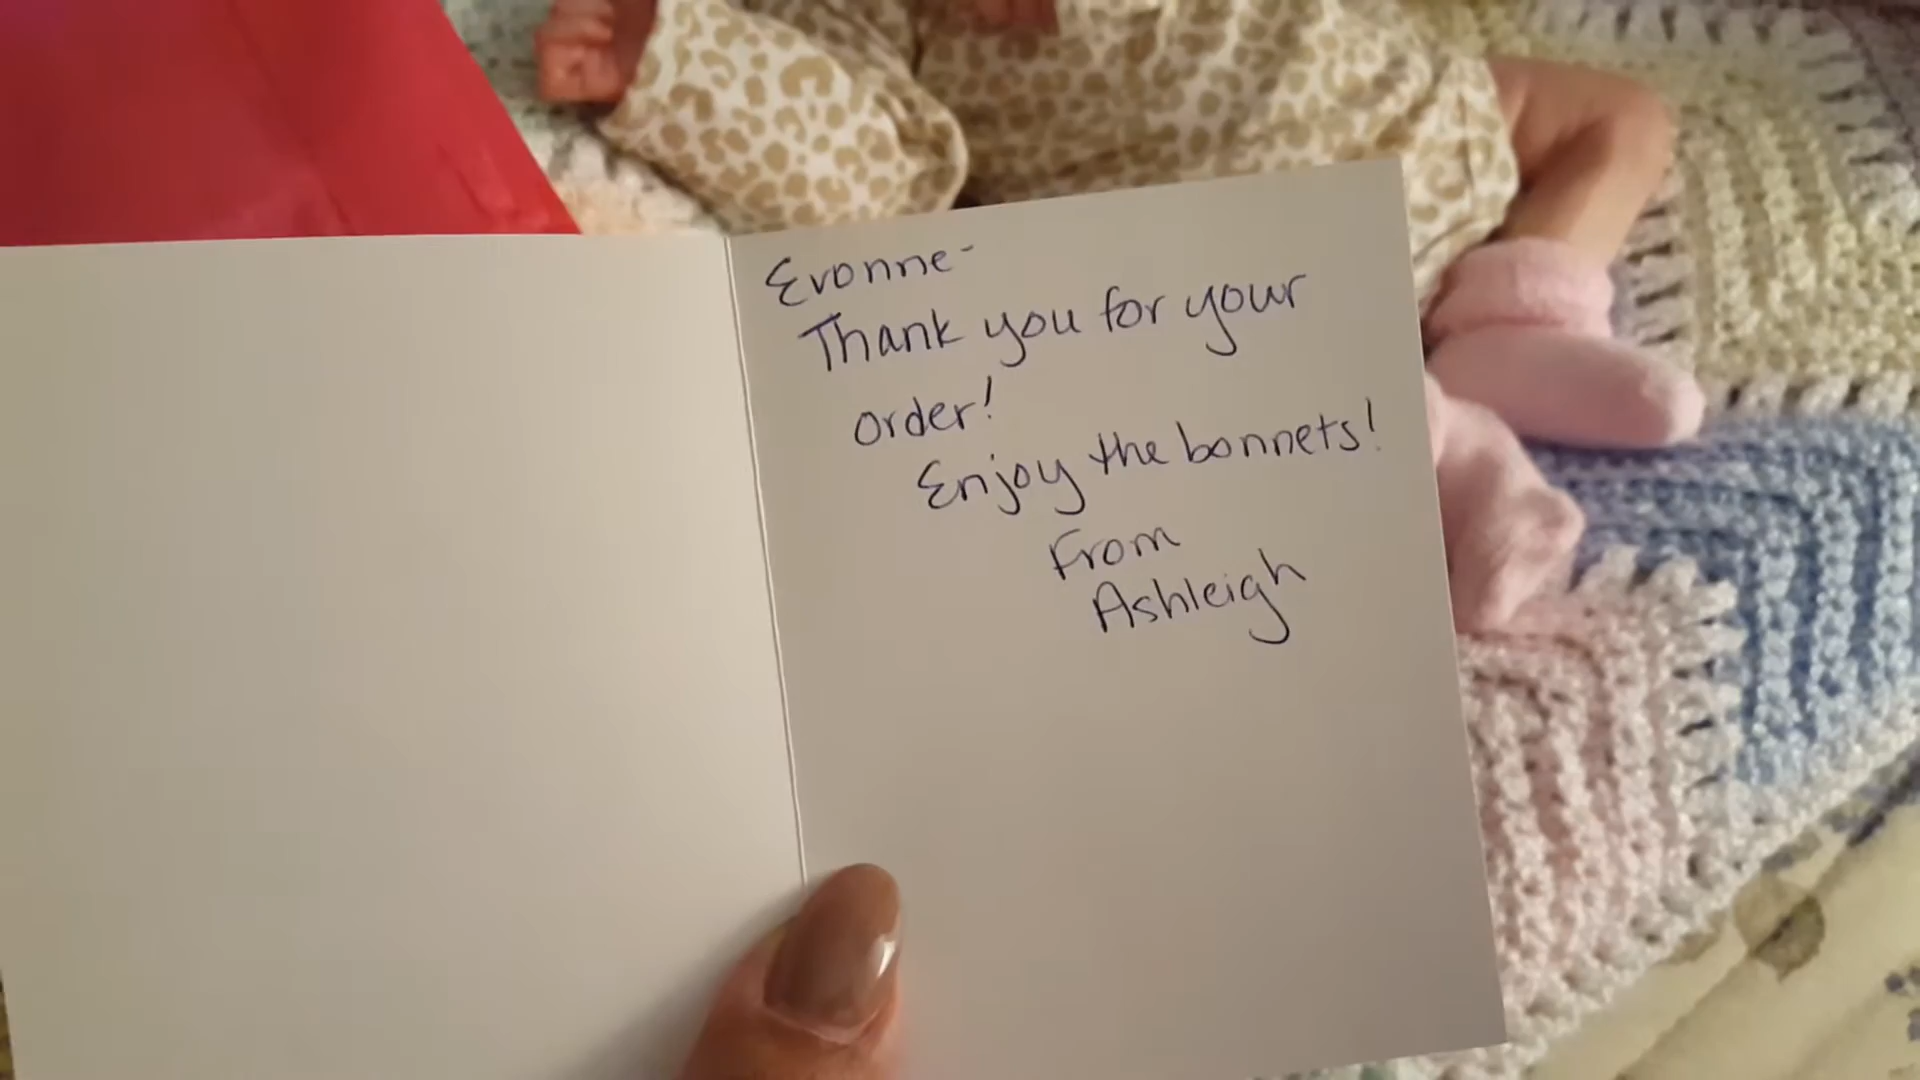 Evonne-
Thank you for your
order!
Enjoy the bonnets!
From
Ashleigh